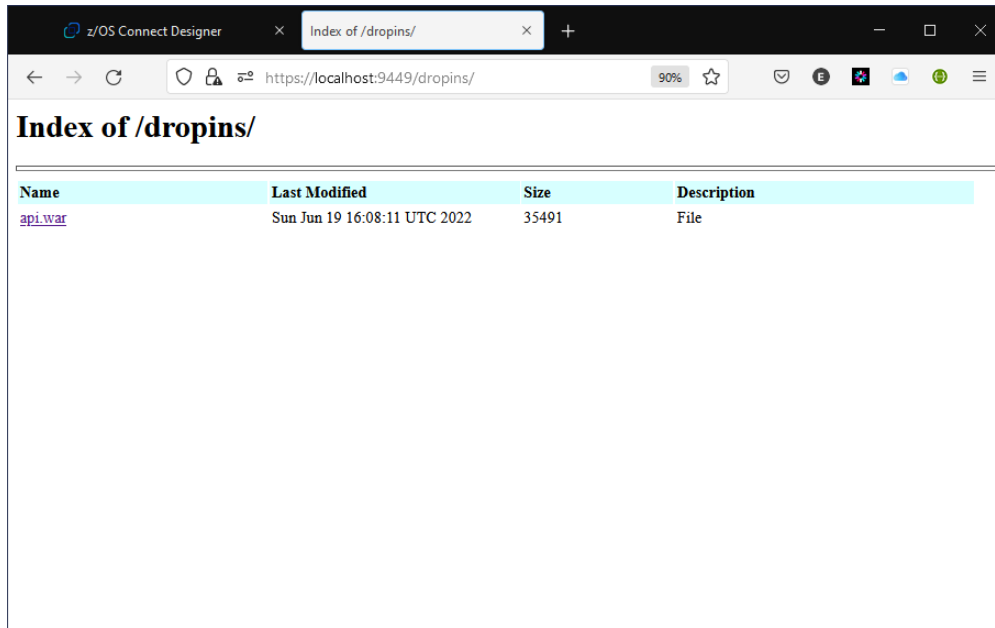 z/OS Connect Designer
Index of /dropins/
https://localhost:9449/dropins/
90%
E
Index of /dropins/
Name Last Modified Size Description
api.war Sun Jun 19 16:08:11 UTC 2022 35491 File